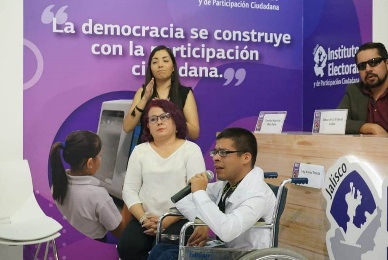 y de Participación Ciudadana
"La democracia se construye
con la participación
ciudadana."
Instituto
Electoral
y de Participación Ciudadana
Jalisco